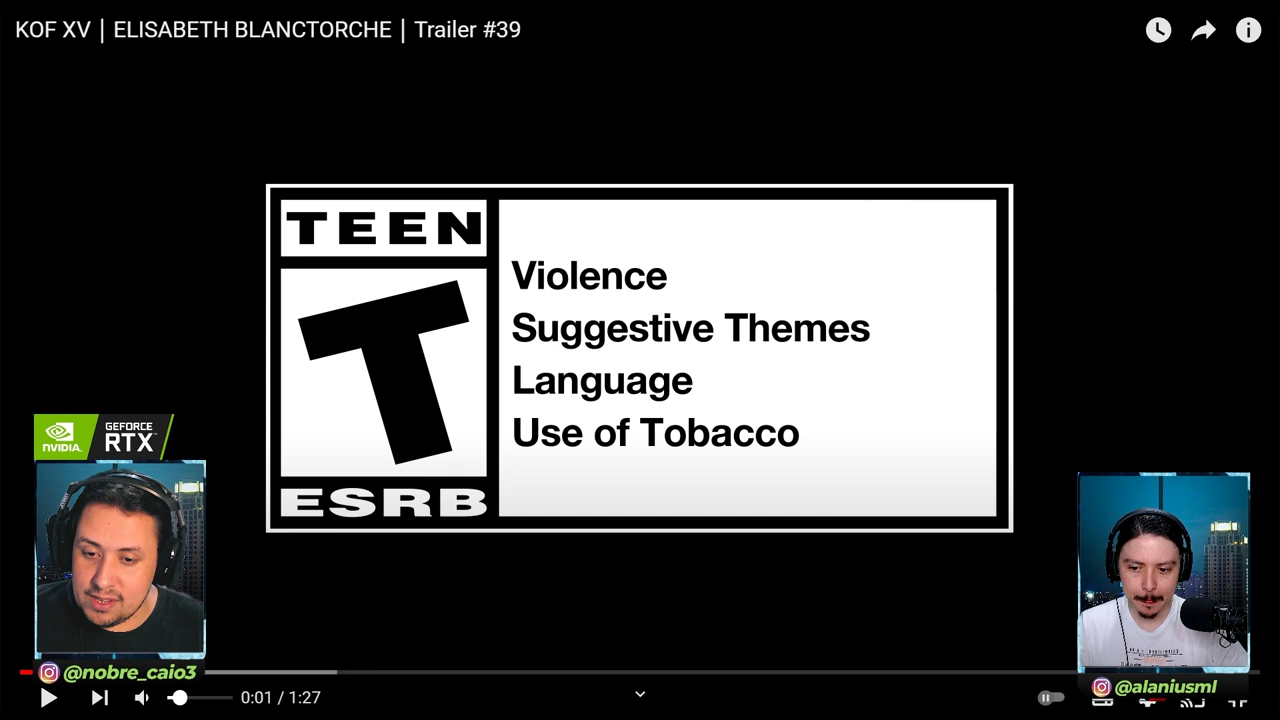 KOF XV | ELISABETH BLANCTORCHE | Trailer #39
TEEN
T
ESRB
Violence
Suggestive Themes
Language
Use of Tobacco
NVIDIA.
GEFORCE
RTX™
@nobre_caio3
@alaniusml
0:01 / 1:27